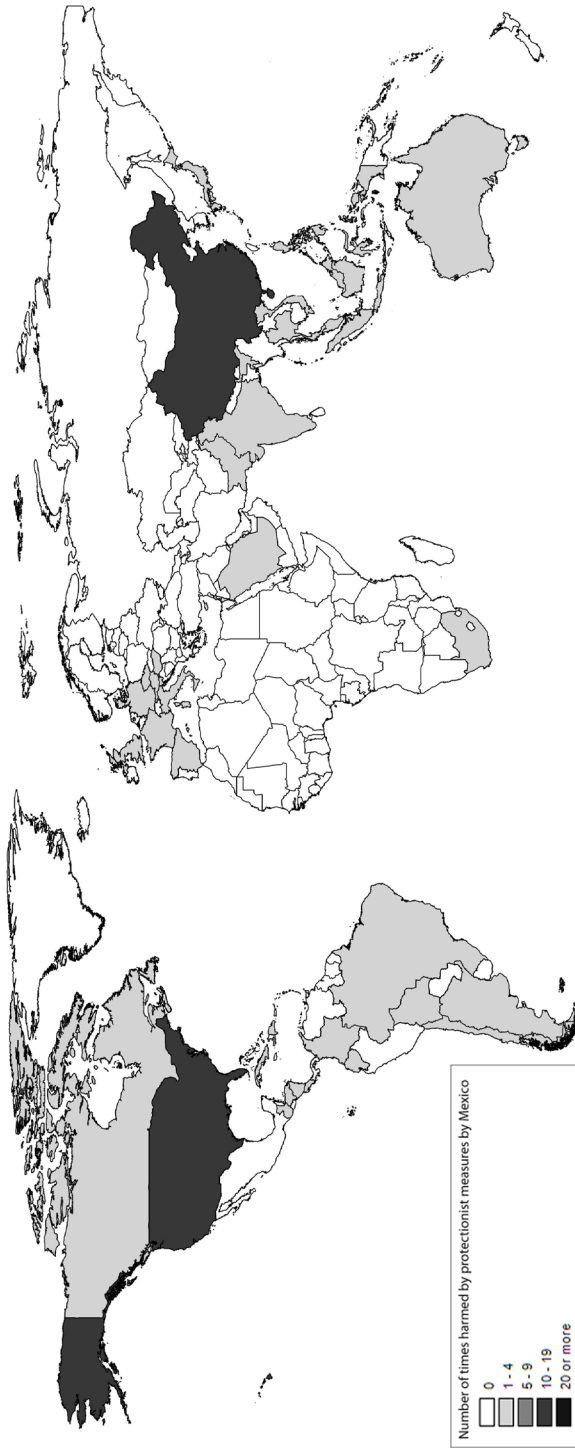 Number of times harmed by protectionist measures by Mexico
0
1 - 4
5 - 9
10 - 19
20 or more